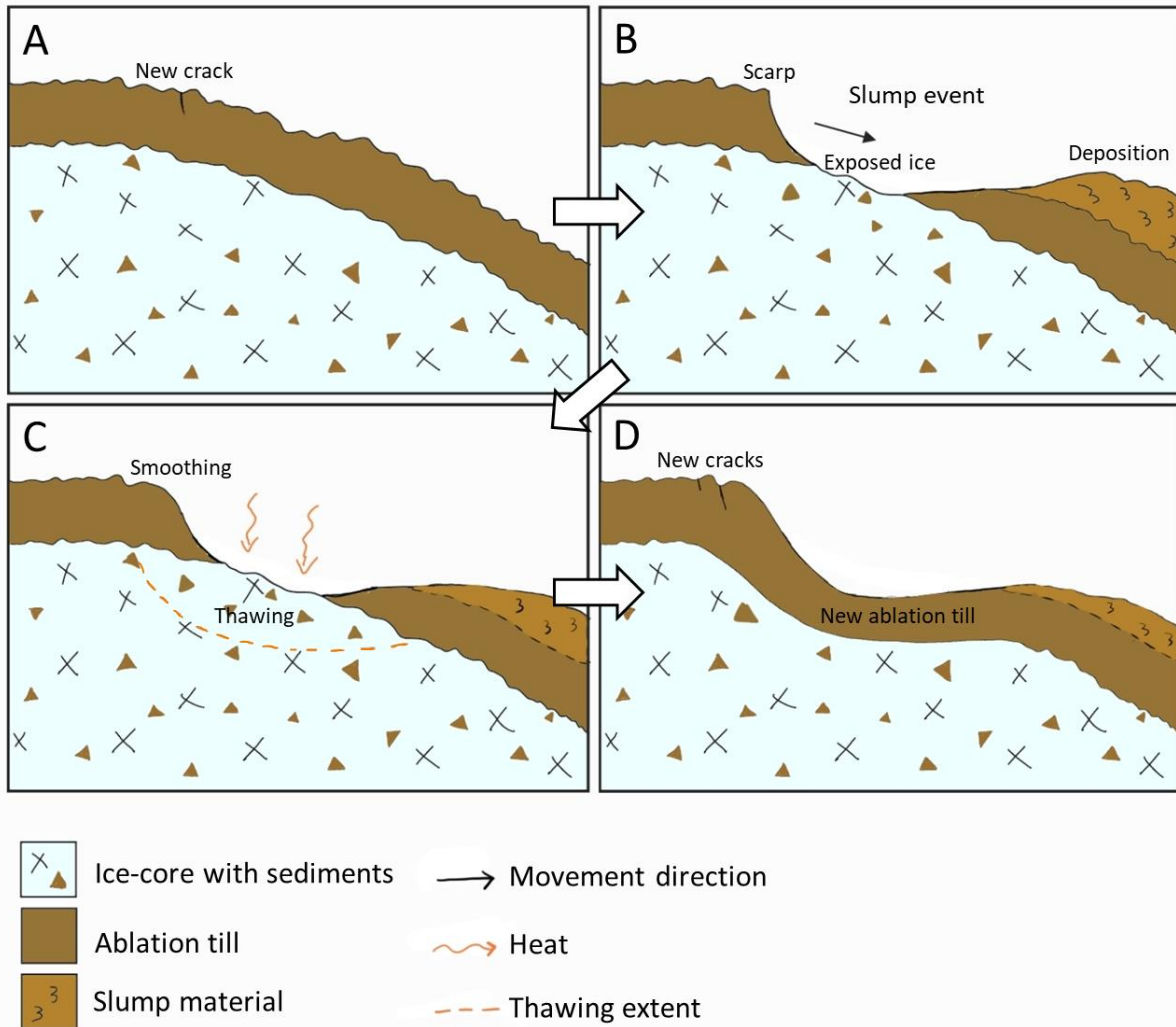 A
New crack
B
Scarp
Slump event
Exposed ice
Deposition
C
Smoothing
Thawing
D
New cracks
New ablation till
Ice-core with sediments
Movement direction
Ablation till
Heat
Slump material
Thawing extent